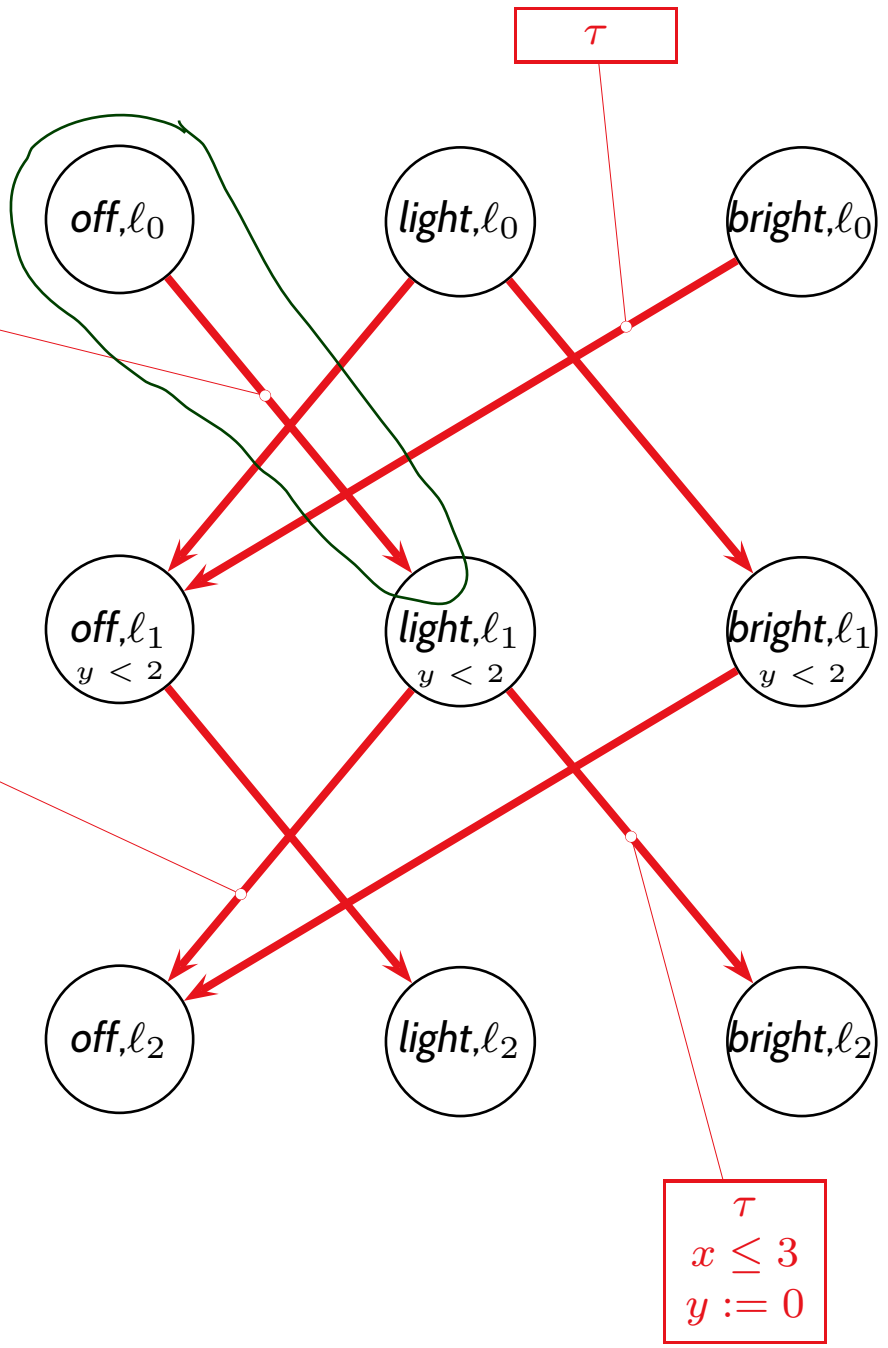 τ
off,ℓ₀ light,ℓ₀ bright,ℓ₀
off,ℓ₁ light,ℓ₁ bright,ℓ₁
y < 2 y < 2 y < 2
off,ℓ₂ light,ℓ₂ bright,ℓ₂
τ
x ≤ 3
y := 0